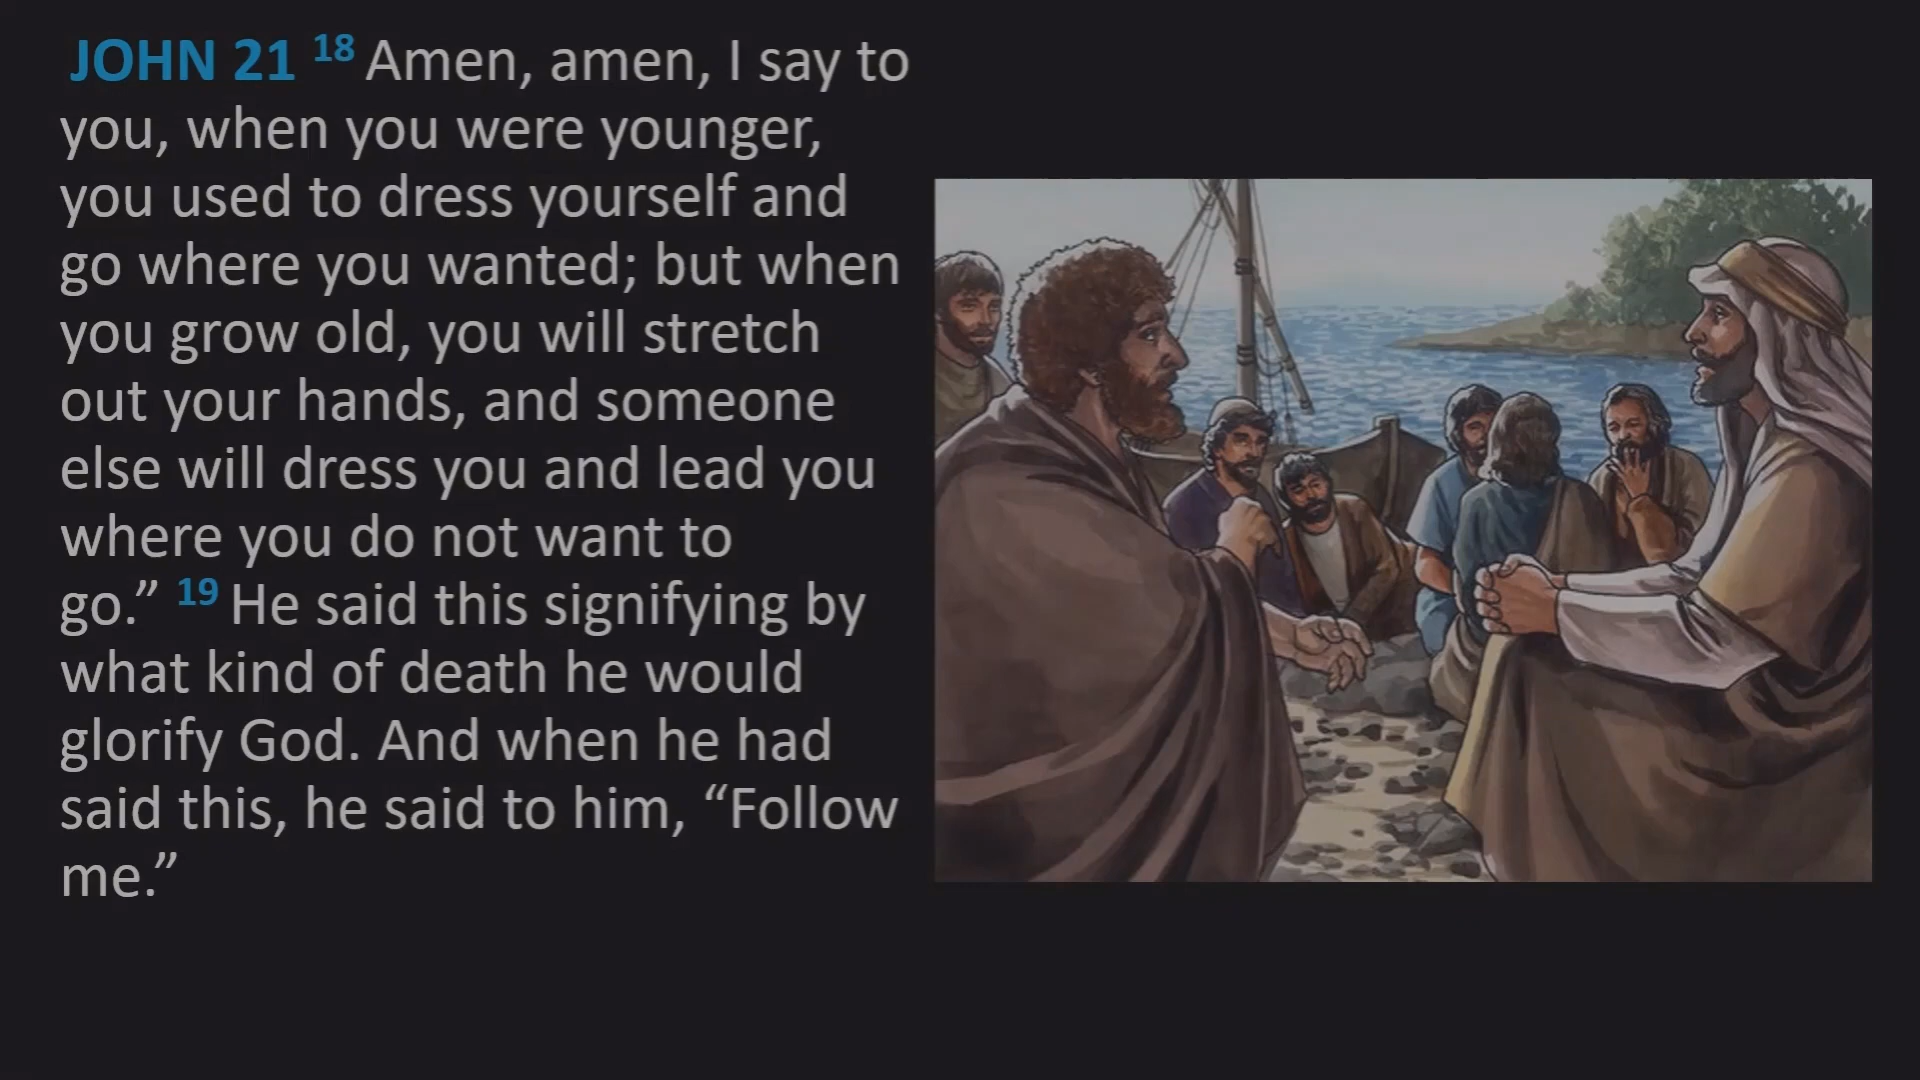 JOHN 21 18 Amen, amen, I say to
you, when you were younger,
you used to dress yourself and
go where you wanted; but when
you grow old, you will stretch
out your hands, and someone
else will dress you and lead you
where you do not want to
go.” 19 He said this signifying by
what kind of death he would
glorify God. And when he had
said this, he said to him, “Follow
me.”